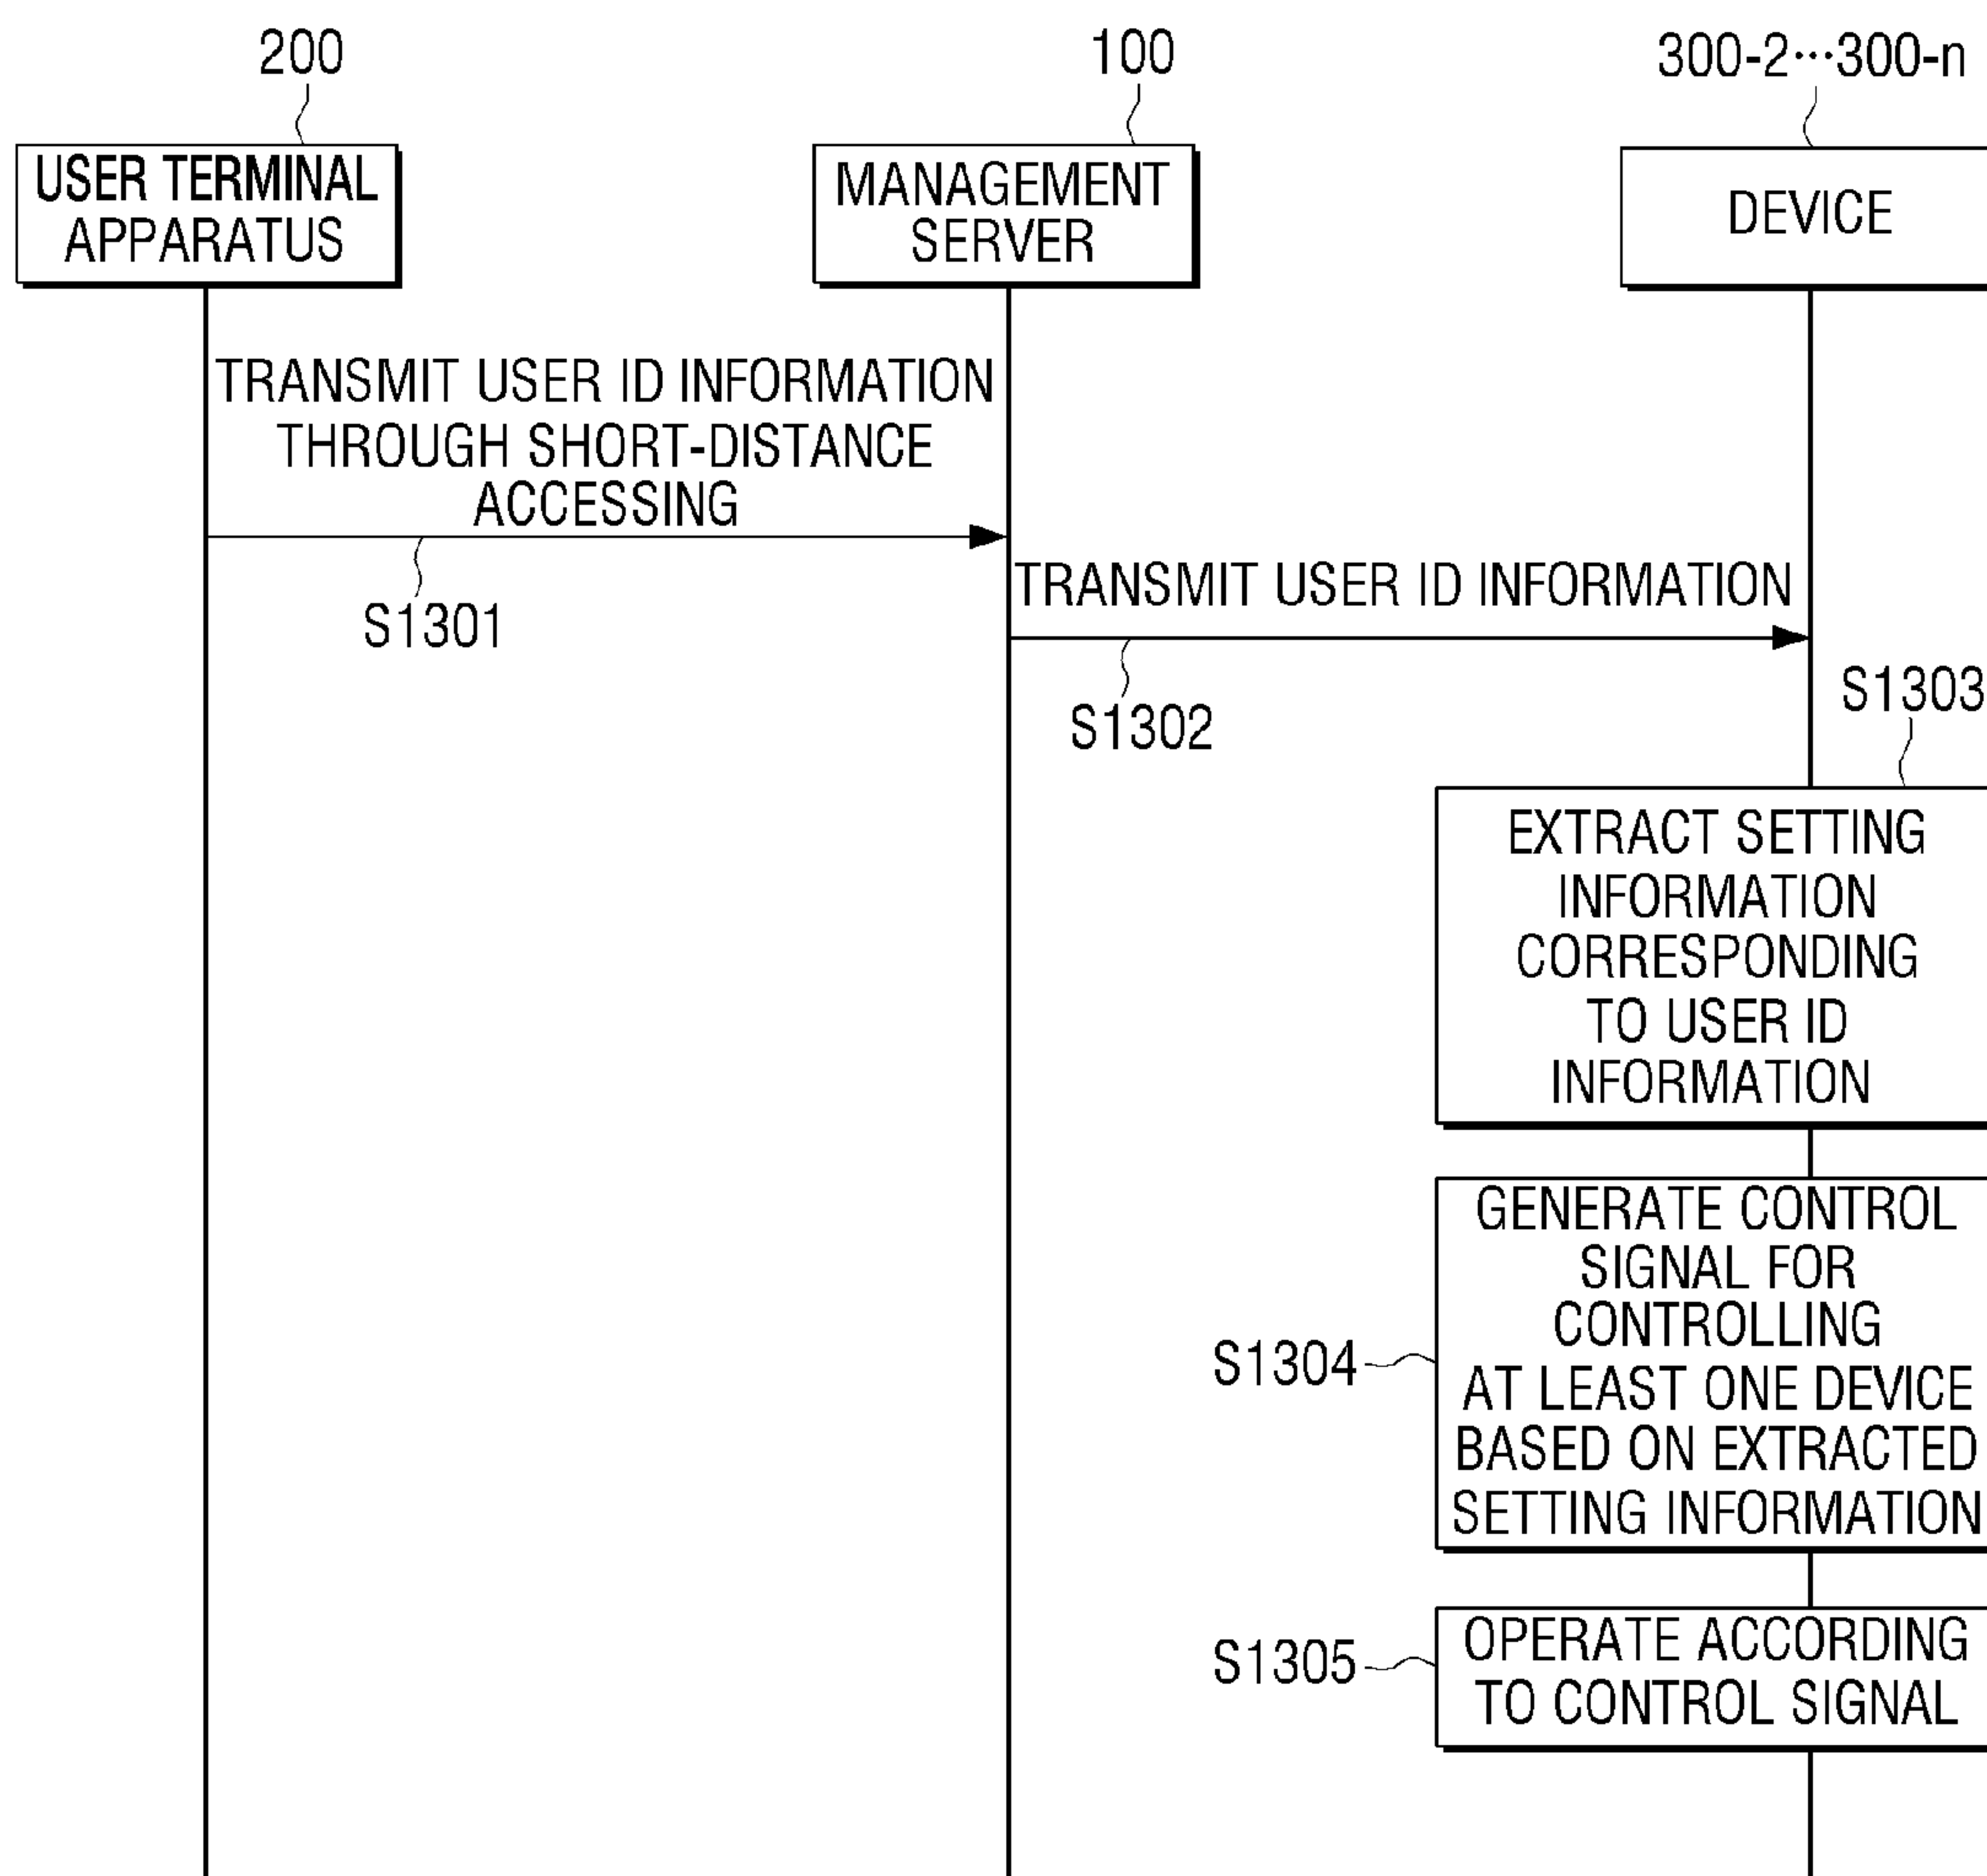 200
100
300-2···300-n
USER TERMINAL
APPARATUS
MANAGEMENT
SERVER
DEVICE
TRANSMIT USER ID INFORMATION
THROUGH SHORT-DISTANCE
ACCESSING
S1301
TRANSMIT USER ID INFORMATION
S1302
S1303
EXTRACT SETTING
INFORMATION
CORRESPONDING
TO USER ID
INFORMATION
GENERATE CONTROL
SIGNAL FOR
CONTROLLING
AT LEAST ONE DEVICE
BASED ON EXTRACTED
SETTING INFORMATION
S1304
OPERATE ACCORDING
TO CONTROL SIGNAL
S1305